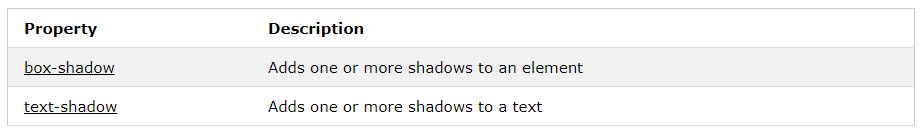 Property Description
box-shadow Adds one or more shadows to an element
text-shadow Adds one or more shadows to a text